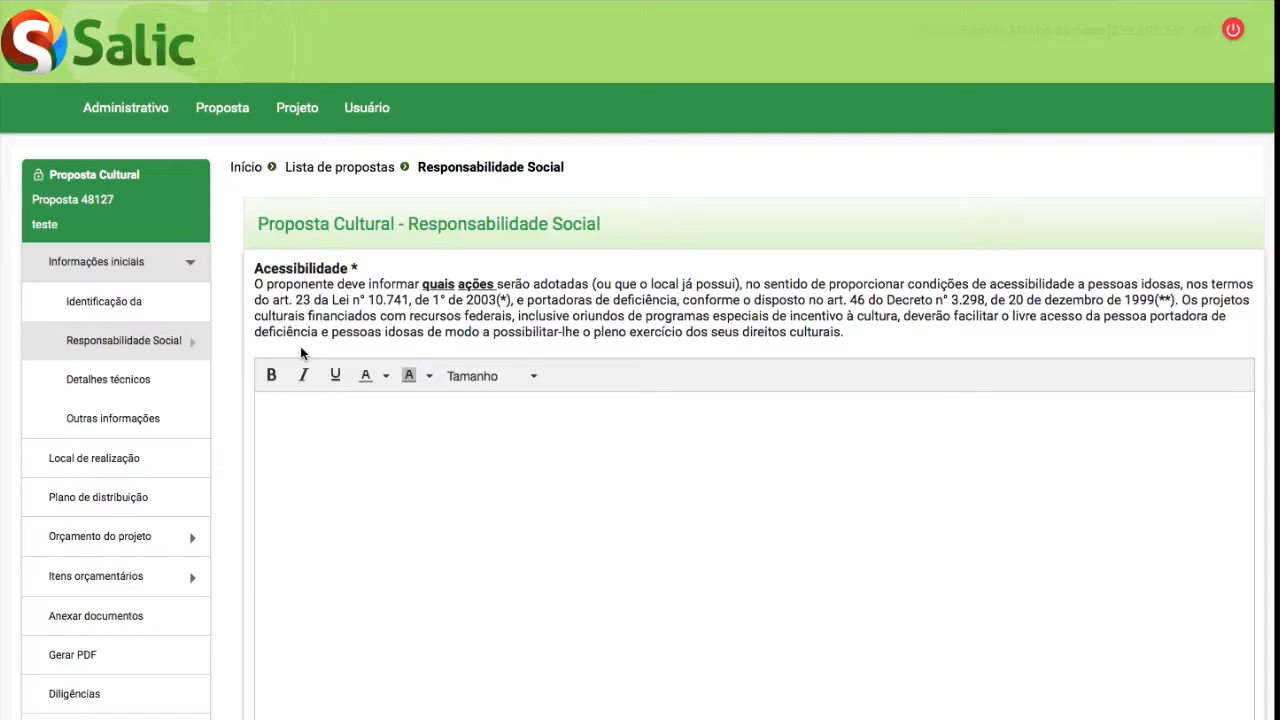 Salic
Administrativo Proposta Projeto Usuário
Proposta Cultural
Proposta 48127
teste
Informações iniciais
Identificação da
Responsabilidade Social
Detalhes técnicos
Outras informações
Local de realização
Plano de distribuição
Orçamento do projeto
Itens orçamentários
Anexar documentos
Gerar PDF
Diligências
Início Lista de propostas Responsabilidade Social
Proposta Cultural - Responsabilidade Social
Acessibilidade *
O proponente deve informar quais ações serão adotadas (ou que o local já possui), no sentido de proporcionar condições de acessibilidade a pessoas idosas, nos termos
do art. 23 da Lei n° 10.741, de 1° de 2003(*), e portadoras de deficiência, conforme o disposto no art. 46 do Decreto n° 3.298, de 20 de dezembro de 1999(**). Os projetos
culturais financiados com recursos federais, inclusive oriundos de programas especiais de incentivo à cultura, deverão facilitar o livre acesso da pessoa portadora de
deficiência e pessoas idosas de modo a possibilitar-lhe o pleno exercício dos seus direitos culturais.
B I U A A Tamanho